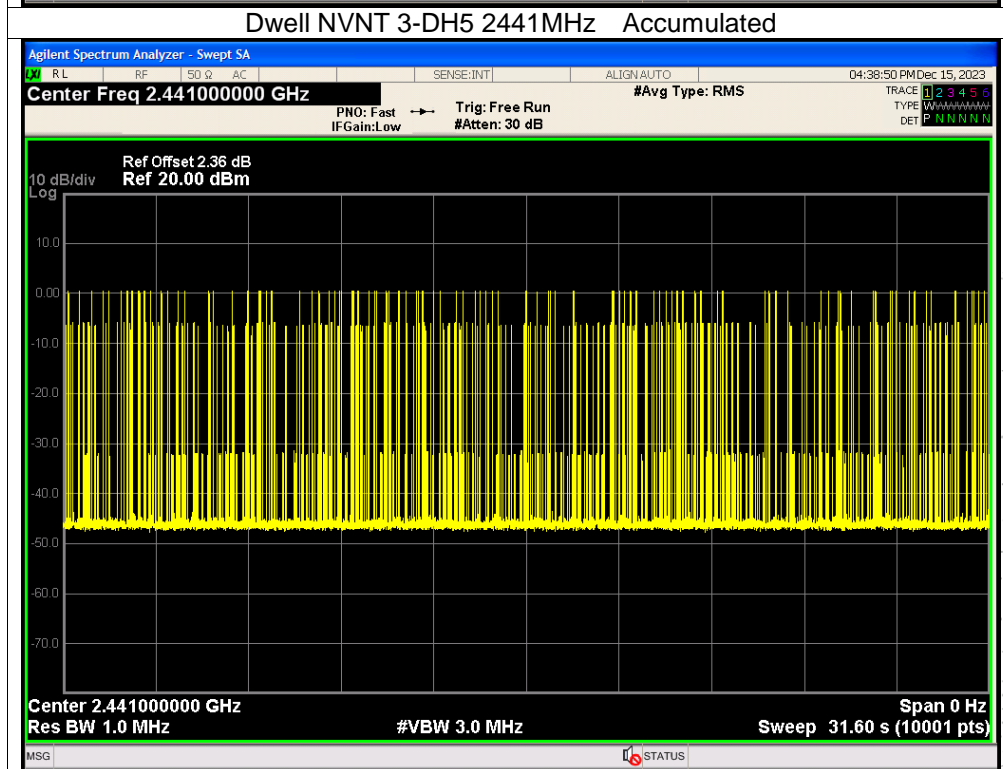 Dwell NVNT 3-DH5 2441MHz Accumulated
Agilent Spectrum Analyzer - Swept SA
LXI RL RF 50 Ω AC SENSE:INT ALIGN AUTO 04:38:50 PM Dec 15, 2023
Center Freq 2.441000000 GHz #Avg Type: RMS TRACE 1 2 3 4 5 6
PNO: Fast Trig: Free Run TYPE WWWWWW
IFGain:Low #Atten: 30 dB DET P N N N N N
Ref Offset 2.36 dB
10 dB/div Ref 20.00 dBm
Log
10.0
0.00
-10.0
-20.0
-30.0
-40.0
-50.0
-60.0
-70.0
Center 2.441000000 GHz Span 0 Hz
Res BW 1.0 MHz #VBW 3.0 MHz Sweep 31.60 s (10001 pts)
MSG STATUS